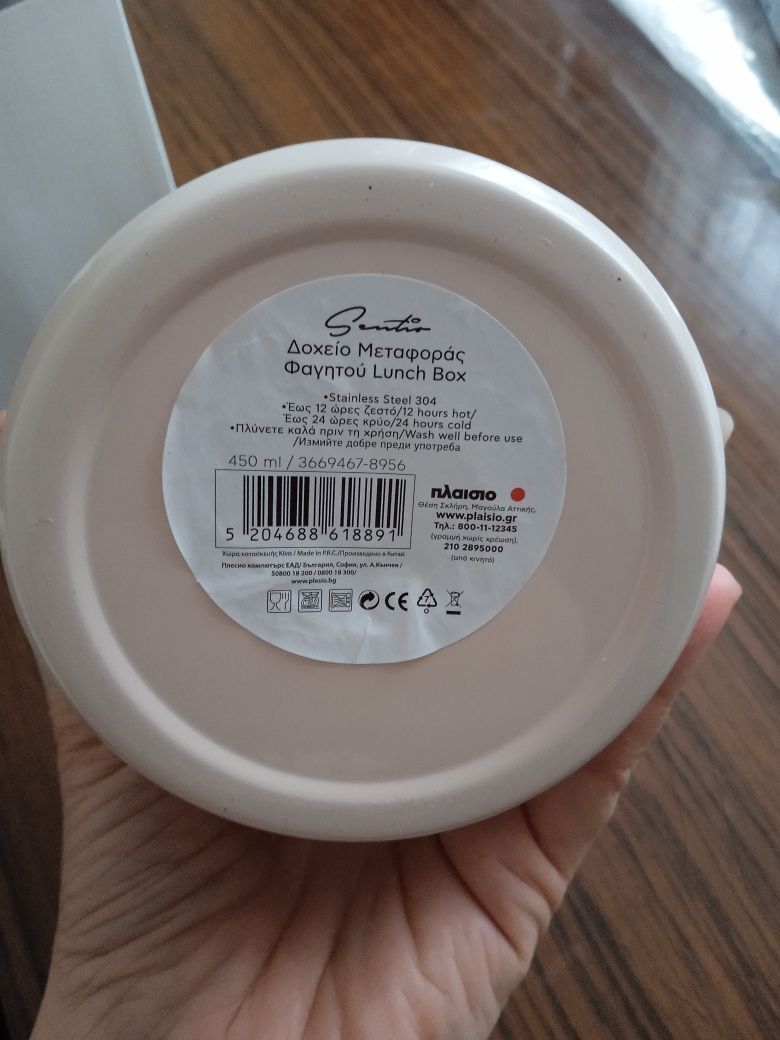 Sentio
Δοχείο Μεταφοράς
Φαγητού Lunch Box
•Stainless Steel 304
•Έως 12 ώρες ζεστό/12 hours hot/
Έως 24 ώρες κρύο/24 hours cold
•Πλύνετε καλά πριν τη χρήση/Wash well before use
/Измийте добре преди употреба
450 ml / 3669467-8956
5 204688 618891
πλαισιο
Θέση Σκλήρη, Μαγούλα Αττικής,
www.plaisio.gr
Τηλ.: 800-11-12345
(γραμμή χωρίς χρέωση),
210 2895000
(από κινητό)
Χώρα κατασκευής Κίνα / Made in P.R.C./Произведено в Китай
Плесио компютърс ЕАД/ България, София, ул. А.Кънчев /
50800 18 200 / 0800 18 300/
www.plesio.bg
CE
7